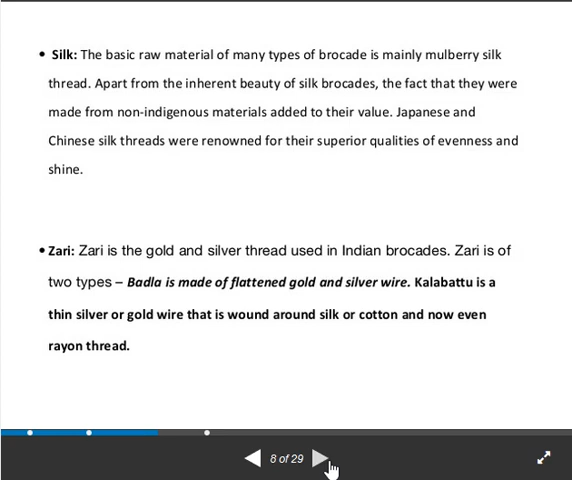 • Silk: The basic raw material of many types of brocade is mainly mulberry silk
thread. Apart from the inherent beauty of silk brocades, the fact that they were
made from non-indigenous materials added to their value. Japanese and
Chinese silk threads were renowned for their superior qualities of evenness and
shine.
• Zari: Zari is the gold and silver thread used in Indian brocades. Zari is of
two types – Badla is made of flattened gold and silver wire. Kalabattu is a
thin silver or gold wire that is wound around silk or cotton and now even
rayon thread.
8 of 29